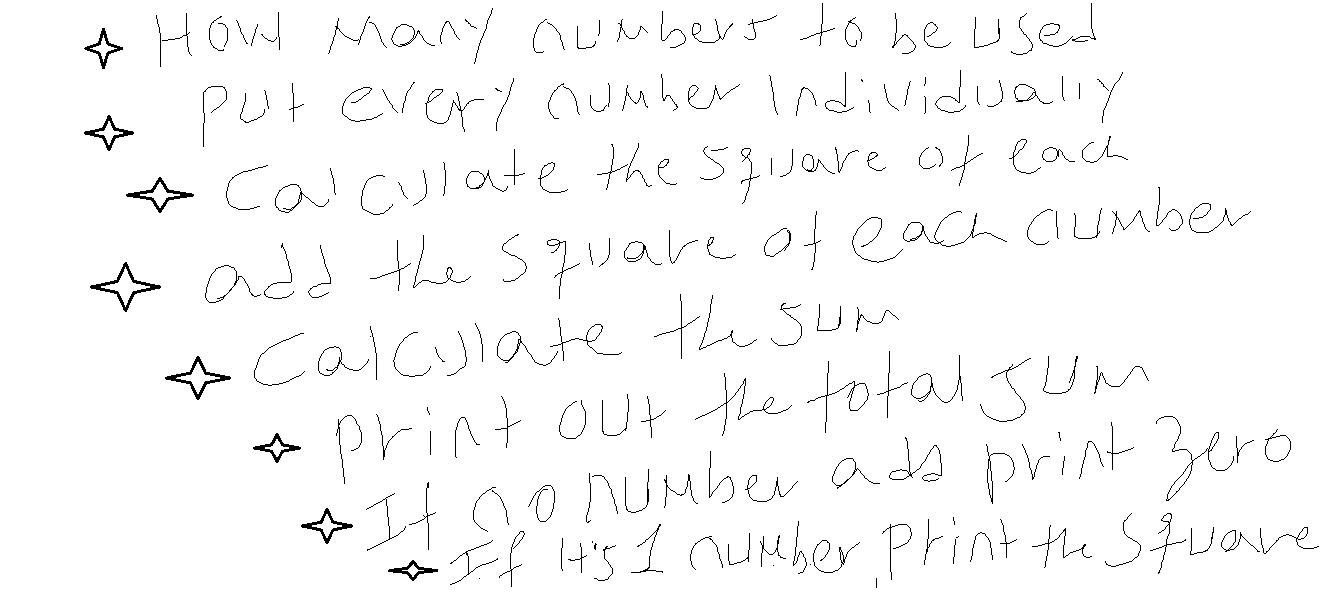 How many numbers to be used
put every number Individually
Calculate the square of each
add the square of each number
Calculate the sum
print out the total sum
If no number add print zero
If It's 1 number print the square